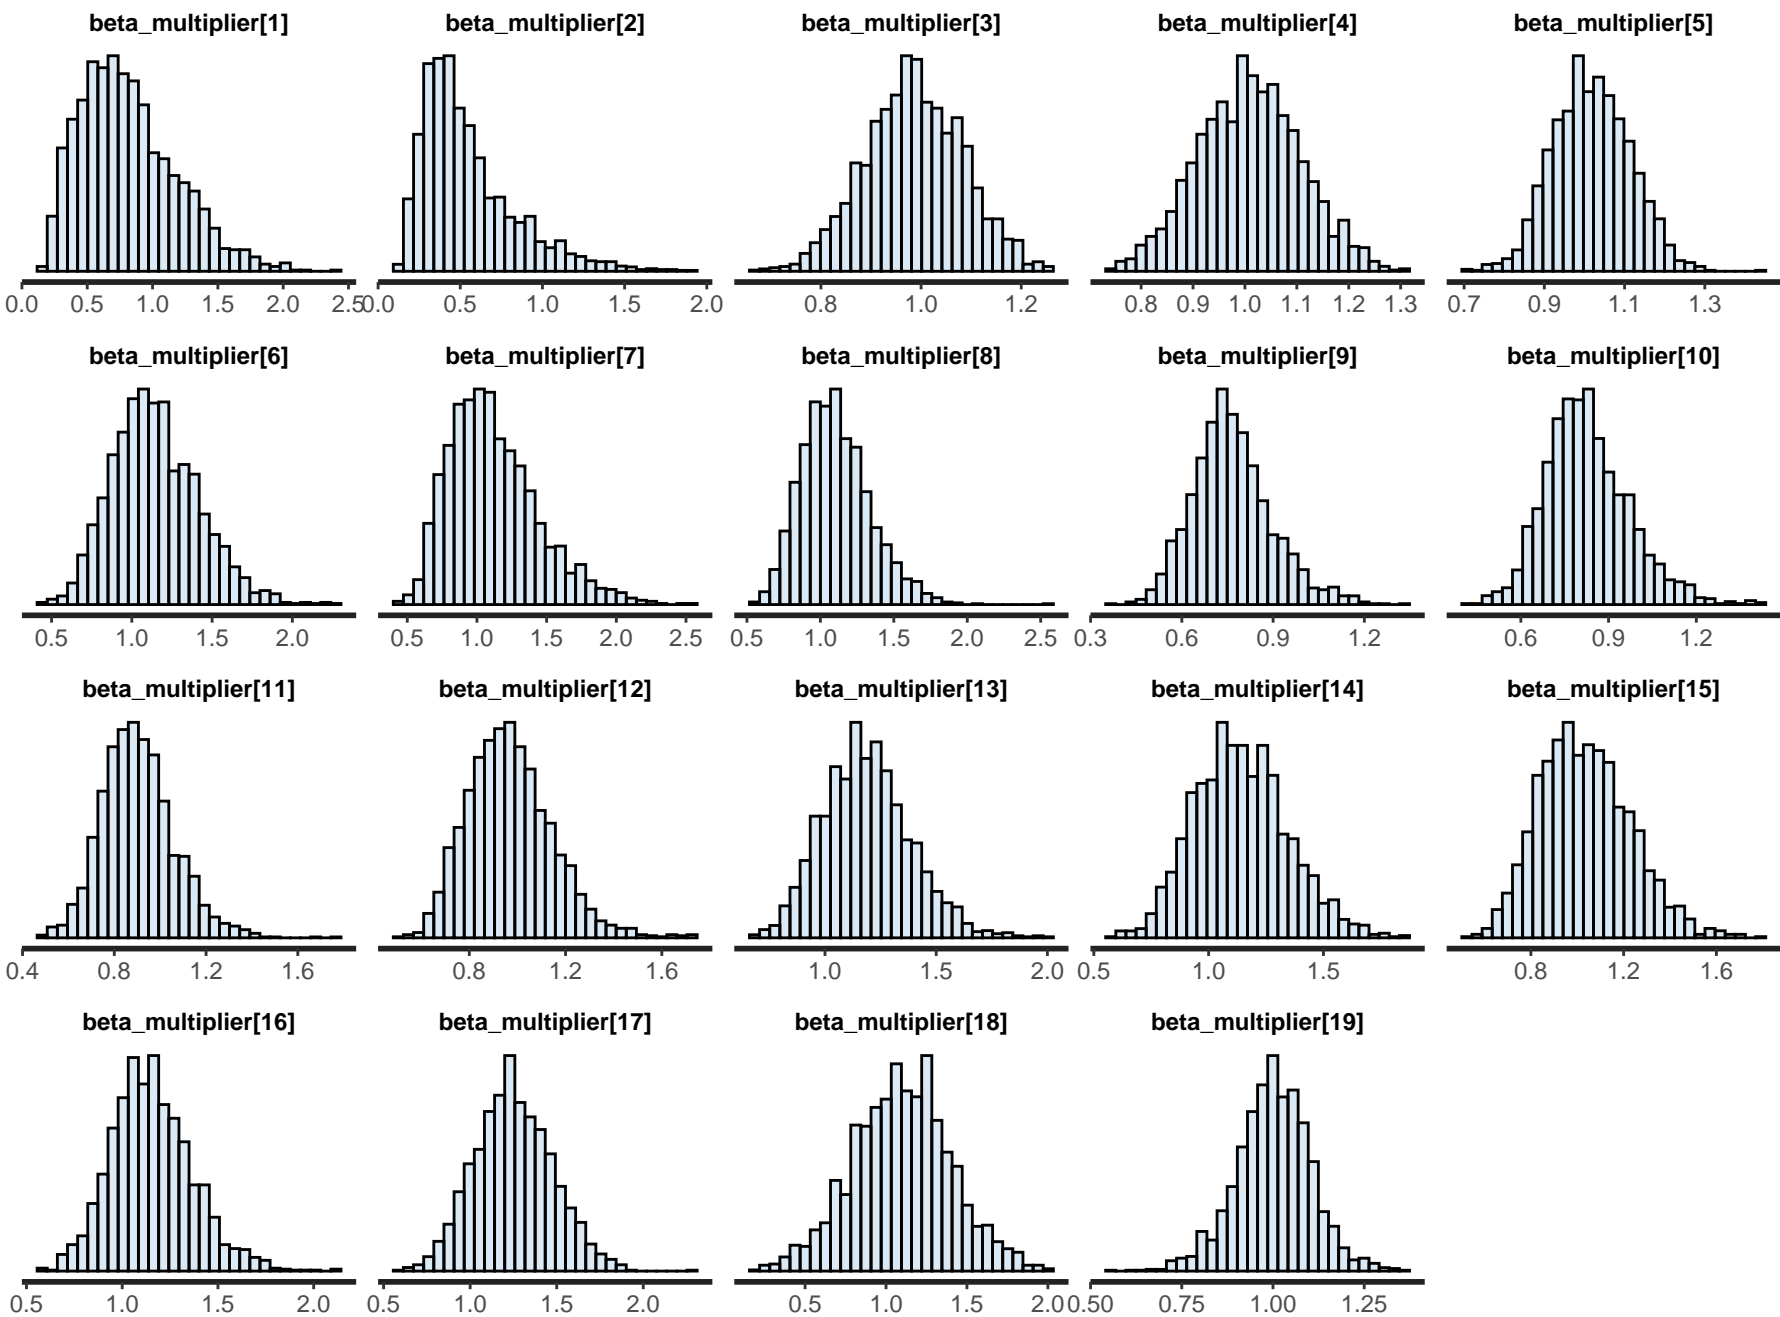 beta_multiplier[1] beta_multiplier[2] beta_multiplier[3] beta_multiplier[4] beta_multiplier[5]
0.0 0.5 1.0 1.5 2.0 2.5 0.0 0.5 1.0 1.5 2.0 0.8 1.0 1.2 0.8 0.9 1.0 1.1 1.2 1.3 0.7 0.9 1.1 1.3
beta_multiplier[6] beta_multiplier[7] beta_multiplier[8] beta_multiplier[9] beta_multiplier[10]
0.5 1.0 1.5 2.0 0.5 1.0 1.5 2.0 2.5 0.5 1.0 1.5 2.0 2.5 0.3 0.6 0.9 1.2 0.6 0.9 1.2
beta_multiplier[11] beta_multiplier[12] beta_multiplier[13] beta_multiplier[14] beta_multiplier[15]
0.4 0.8 1.2 1.6 0.8 1.2 1.6 1.0 1.5 2.0 0.5 1.0 1.5 0.8 1.2 1.6
beta_multiplier[16] beta_multiplier[17] beta_multiplier[18] beta_multiplier[19]
0.5 1.0 1.5 2.0 0.5 1.0 1.5 2.0 0.5 1.0 1.5 2.0 0.50 0.75 1.00 1.25